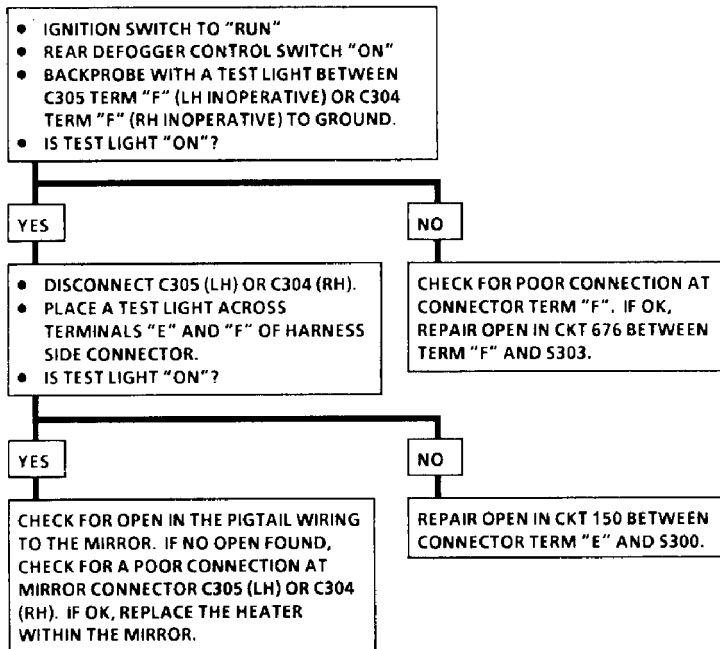 • IGNITION SWITCH TO "RUN"
• REAR DEFOGGER CONTROL SWITCH "ON"
• BACKPROBE WITH A TEST LIGHT BETWEEN
C305 TERM "F" (LH INOPERATIVE) OR C304
TERM "F" (RH INOPERATIVE) TO GROUND.
• IS TEST LIGHT "ON"?
YES
NO
• DISCONNECT C305 (LH) OR C304 (RH).
• PLACE A TEST LIGHT ACROSS
TERMINALS "E" AND "F" OF HARNESS
SIDE CONNECTOR.
• IS TEST LIGHT "ON"?
CHECK FOR POOR CONNECTION AT
CONNECTOR TERM "F". IF OK,
REPAIR OPEN IN CKT 676 BETWEEN
TERM "F" AND S303.
YES
NO
CHECK FOR OPEN IN THE PIGTAIL WIRING
TO THE MIRROR. IF NO OPEN FOUND,
CHECK FOR A POOR CONNECTION AT
MIRROR CONNECTOR C305 (LH) OR C304
(RH). IF OK, REPLACE THE HEATER
WITHIN THE MIRROR.
REPAIR OPEN IN CKT 150 BETWEEN
CONNECTOR TERM "E" AND S300.